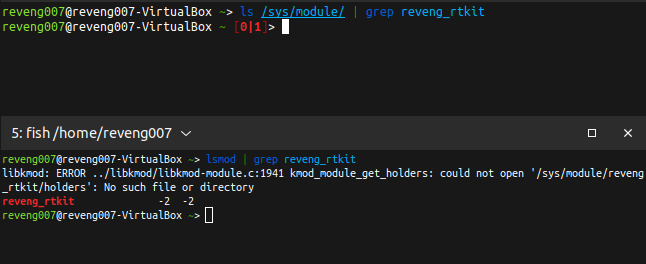 reveng007@reveng007-VirtualBox ~> ls /sys/module/ | grep reveng_rtkit
reveng007@reveng007-VirtualBox ~ [0|1]>
5: fish /home/reveng007
reveng007@reveng007-VirtualBox ~> lsmod | grep reveng_rtkit
libkmod: ERROR ../libkmod/libkmod-module.c:1941 kmod_module_get_holders: could not open '/sys/module/reveng
_rtkit/holders': No such file or directory
reveng_rtkit -2 -2
reveng007@reveng007-VirtualBox ~>